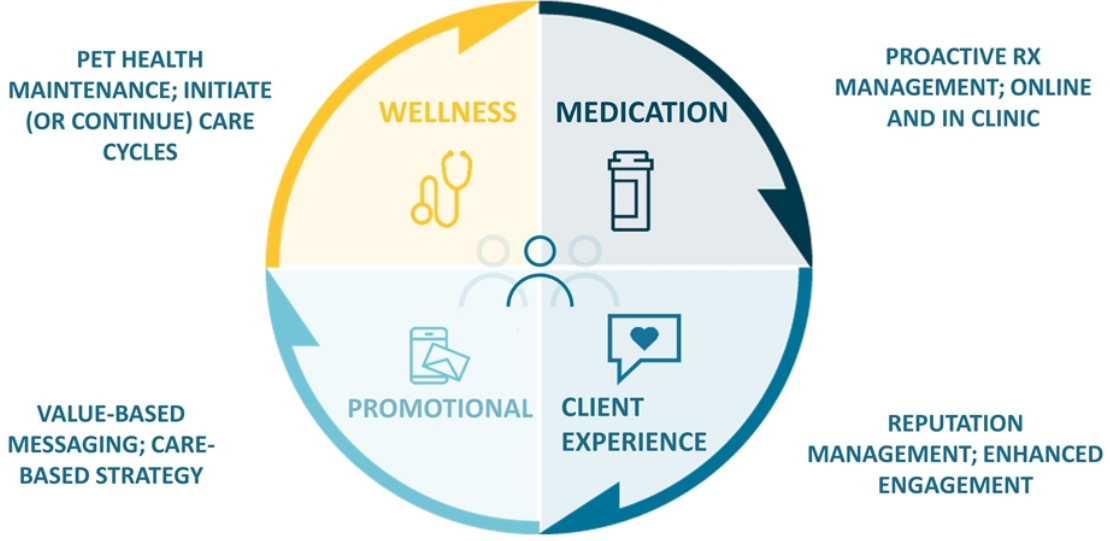 PET HEALTH
MAINTENANCE; INITIATE
(OR CONTINUE) CARE
CYCLES
WELLNESS
MEDICATION
PROACTIVE RX
MANAGEMENT; ONLINE
AND IN CLINIC
VALUE-BASED
MESSAGING; CARE-
BASED STRATEGY
PROMOTIONAL
CLIENT
EXPERIENCE
REPUTATION
MANAGEMENT; ENHANCED
ENGAGEMENT